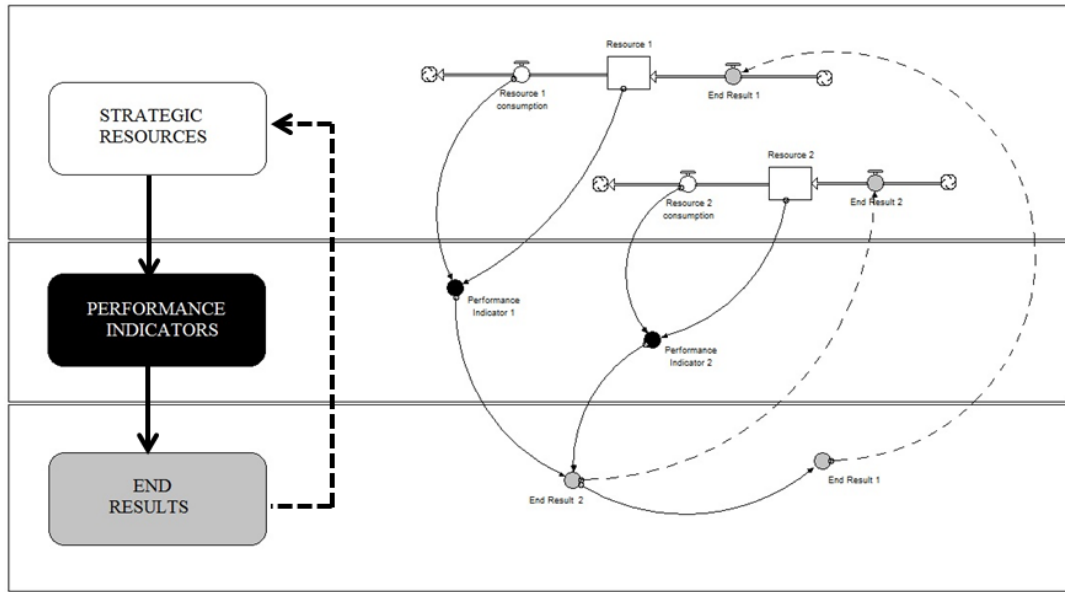 STRATEGIC
RESOURCES
Resource 1
Resource 1
consumption
End Result 1
Resource 2
Resource 2
consumption
End Result 2
PERFORMANCE
INDICATORS
Performance
Indicator 1
Performance
Indicator 2
END
RESULTS
End Result 2
End Result 1